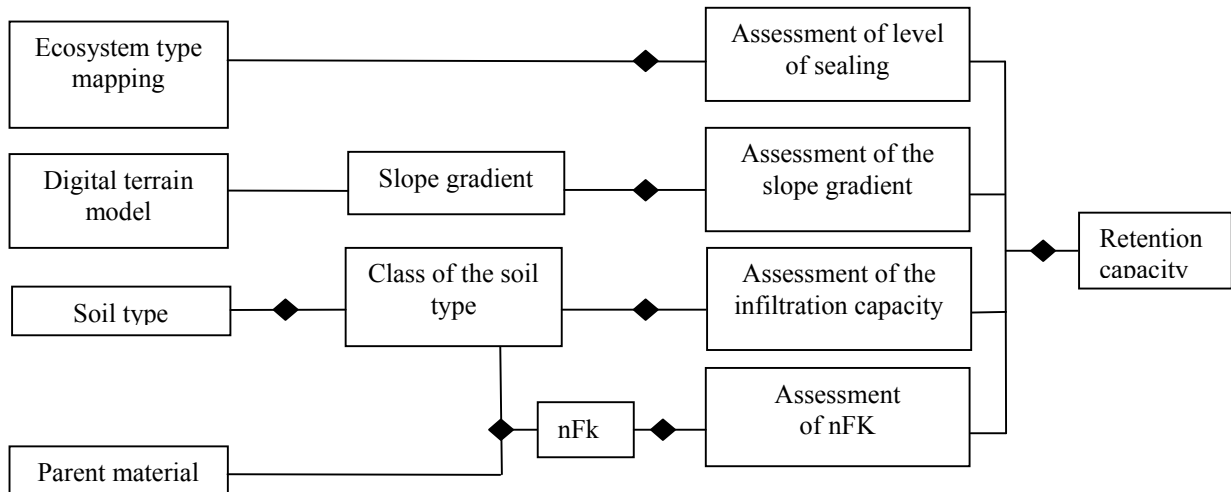 Ecosystem type
mapping
Assessment of level
of sealing
Digital terrain
model
Slope gradient
Assessment of the
slope gradient
Soil type
Class of the soil
type
Assessment of the
infiltration capacity
Retention
capacity
Parent material
nFk
Assessment
of nFK